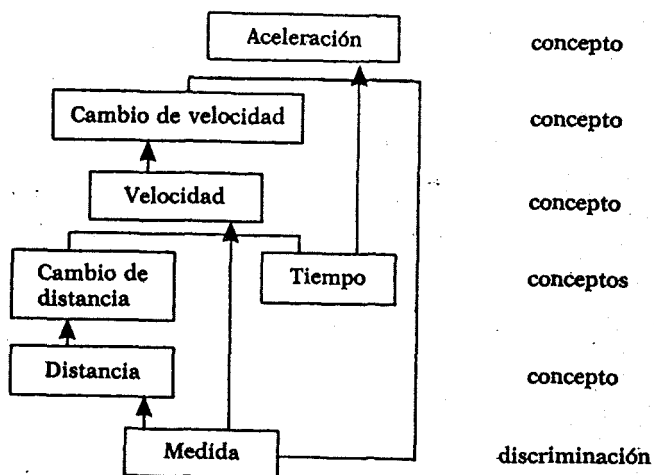 Aceleración concepto
Cambio de velocidad concepto
Velocidad concepto
Cambio de
distancia Tiempo conceptos
Distancia concepto
Medida discriminación